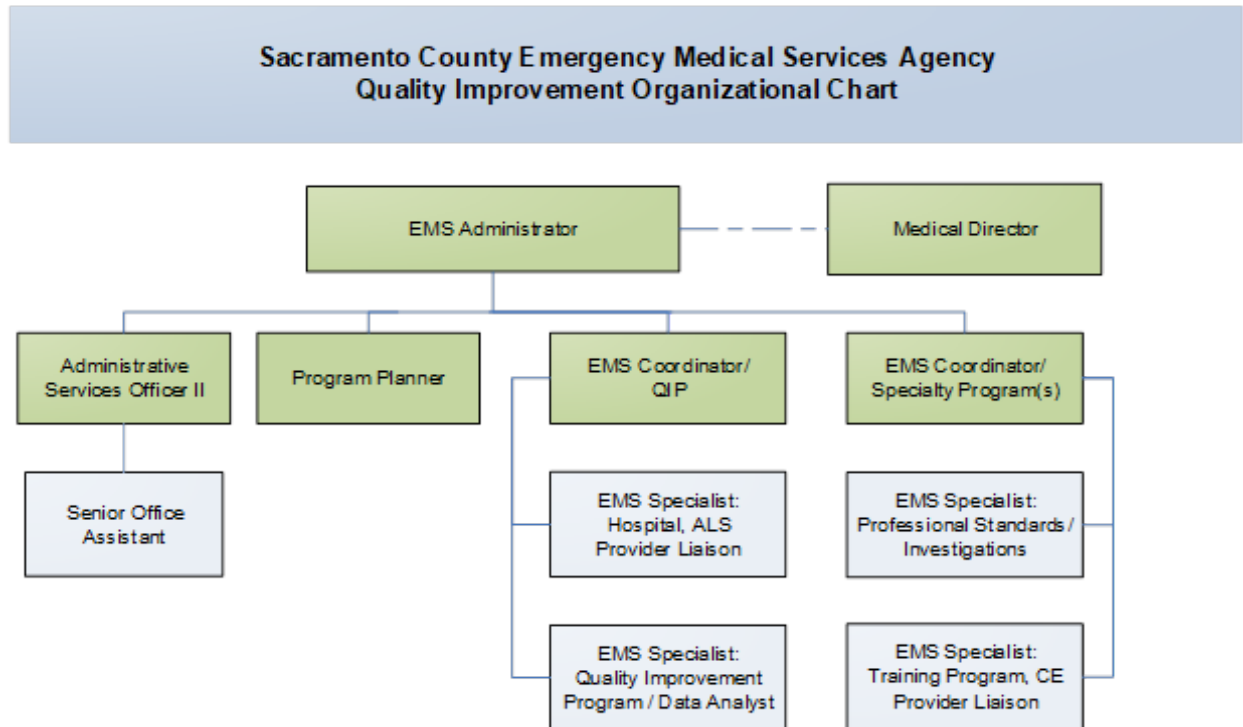 Sacramento County Emergency Medical Services Agency
Quality Improvement Organizational Chart
EMS Administrator
Medical Director
Administrative
Services Officer II
Program Planner
EMS Coordinator/
QIP
EMS Coordinator/
Specialty Program(s)
Senior Office
Assistant
EMS Specialist:
Hospital, ALS
Provider Liaison
EMS Specialist:
Professional Standards/
Investigations
EMS Specialist:
Quality Improvement
Program / Data Analyst
EMS Specialist:
Training Program, CE
Provider Liaison